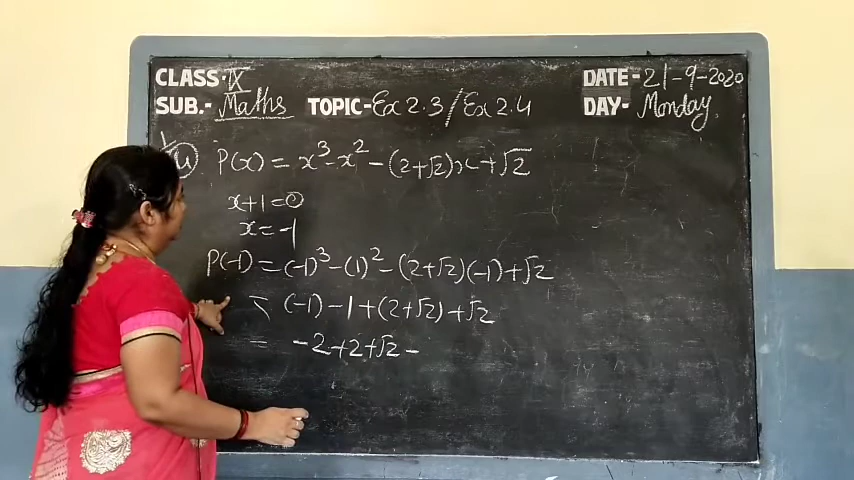 CLASS - IX
DATE - 21-9-2020
SUB. - Maths
TOPIC - Ex 2.3 / Ex 2.4
DAY - Monday
P(x) = x³ - x² - (2+√2)x + √2
x+1=0
x = -1
P(-1) = (-1)³ - (1)² - (2+√2)(-1) + √2
= (-1) - 1 + (2+√2) + √2
= -2+2+√2 -